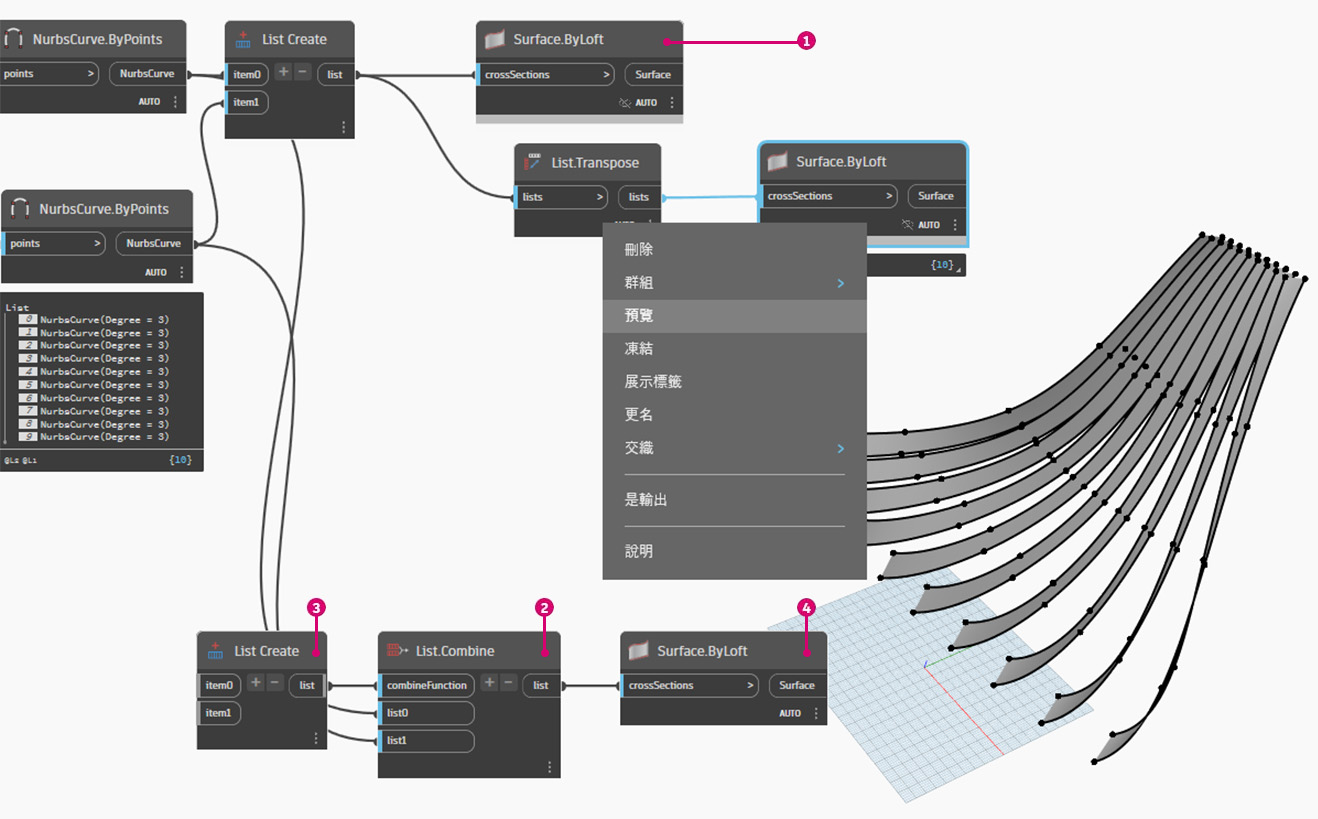 NurbsCurve.ByPoints
points >
NurbsCurve
AUTO
List Create
item0
+ −
list
item1
Surface.ByLoft
crossSections >
Surface
AUTO
1
List.Transpose
lists >
lists
Surface.ByLoft
crossSections >
Surface
AUTO
{10}
NurbsCurve.ByPoints
points >
NurbsCurve
AUTO
List
0 NurbsCurve(Degree = 3)
1 NurbsCurve(Degree = 3)
2 NurbsCurve(Degree = 3)
3 NurbsCurve(Degree = 3)
4 NurbsCurve(Degree = 3)
5 NurbsCurve(Degree = 3)
6 NurbsCurve(Degree = 3)
7 NurbsCurve(Degree = 3)
8 NurbsCurve(Degree = 3)
9 NurbsCurve(Degree = 3)
@L2 @L1
{10}
刪除
群組 >
預覽
凍結
展示標籤
更名
交織 >
是輸出
說明
3
List Create
item0
+ −
list
item1
2
List.Combine
combineFunction
+ −
list
list0
list1
4
Surface.ByLoft
crossSections >
Surface
AUTO